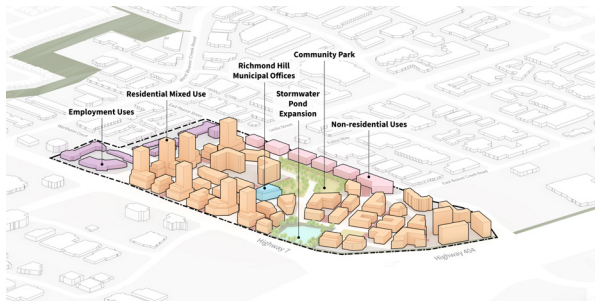 Community Park
Richmond Hill
Municipal Offices
Residential Mixed Use
Stormwater
Pond
Expansion
Employment Uses
Non-residential Uses
Highway 7
Highway 404